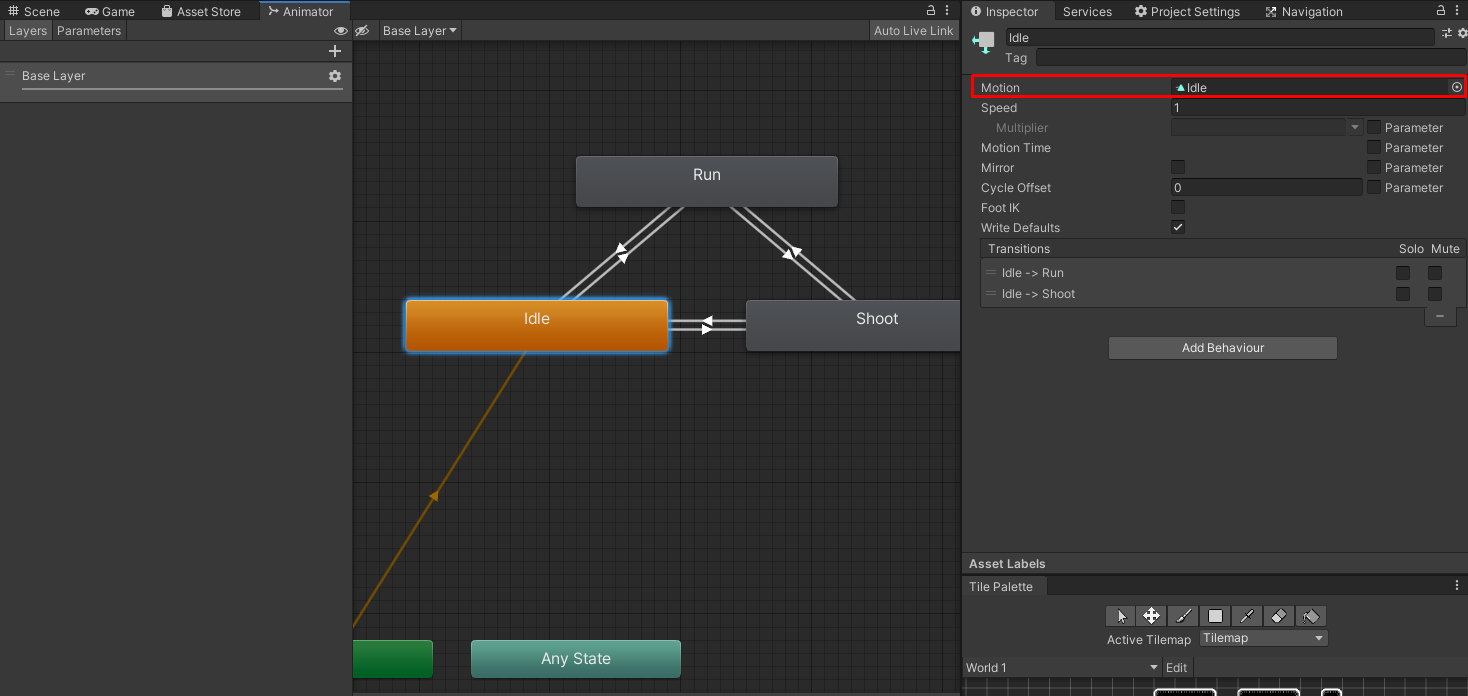 Scene Game Asset Store Animator
Layers Parameters
Base Layer
Auto Live Link
Base Layer
Run
Idle
Shoot
Any State
Inspector Services Project Settings Navigation
Idle
Tag
Motion Idle
Speed 1
Multiplier Parameter
Motion Time Parameter
Mirror Parameter
Cycle Offset 0 Parameter
Foot IK
Write Defaults
Transitions Solo Mute
Idle -> Run
Idle -> Shoot
Add Behaviour
Asset Labels
Tile Palette
Active Tilemap Tilemap
World 1 Edit